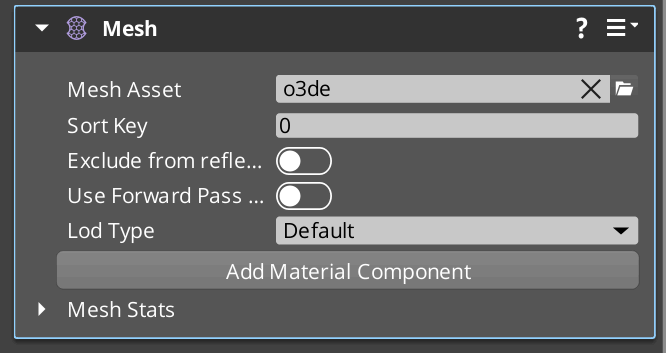 Mesh ?
Mesh Asset o3de
Sort Key 0
Exclude from refle...
Use Forward Pass ...
Lod Type Default
Add Material Component
Mesh Stats